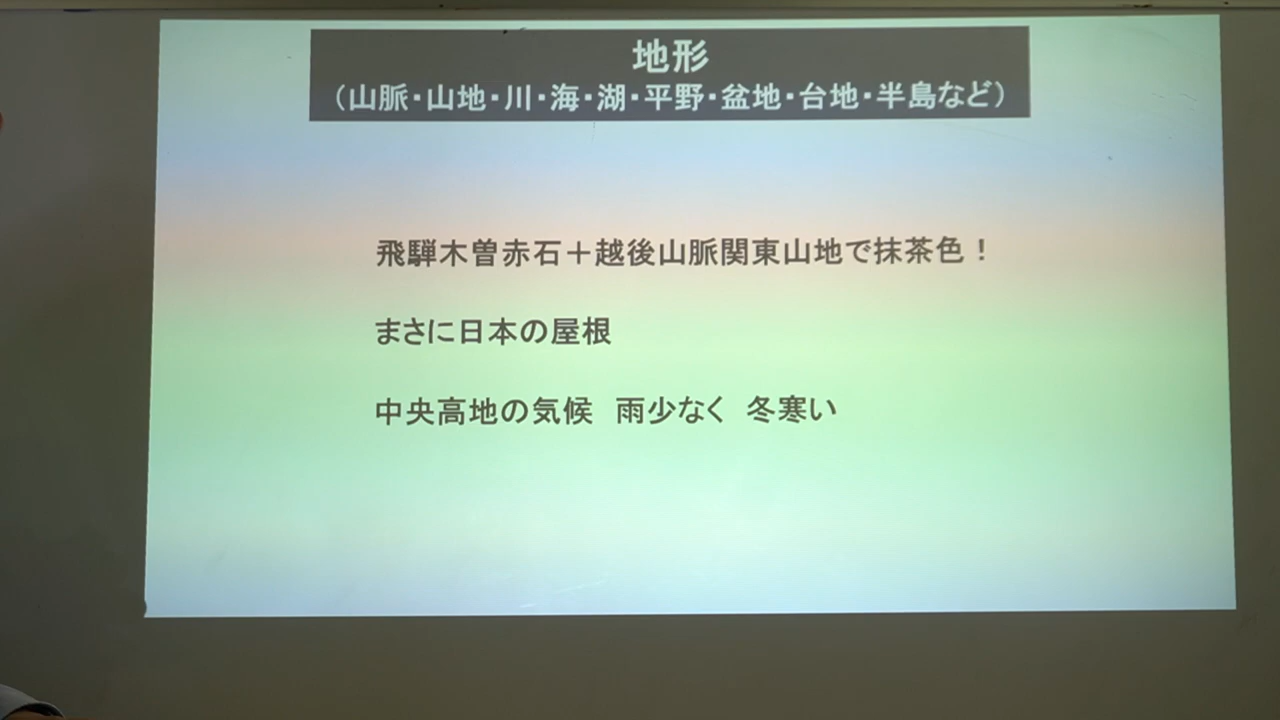 地形
（山脈・山地・川・海・湖・平野・盆地・台地・半島など）
飛騨木曽赤石＋越後山脈関東山地で抹茶色！
まさに日本の屋根
中央高地の気候　雨少なく　冬寒い